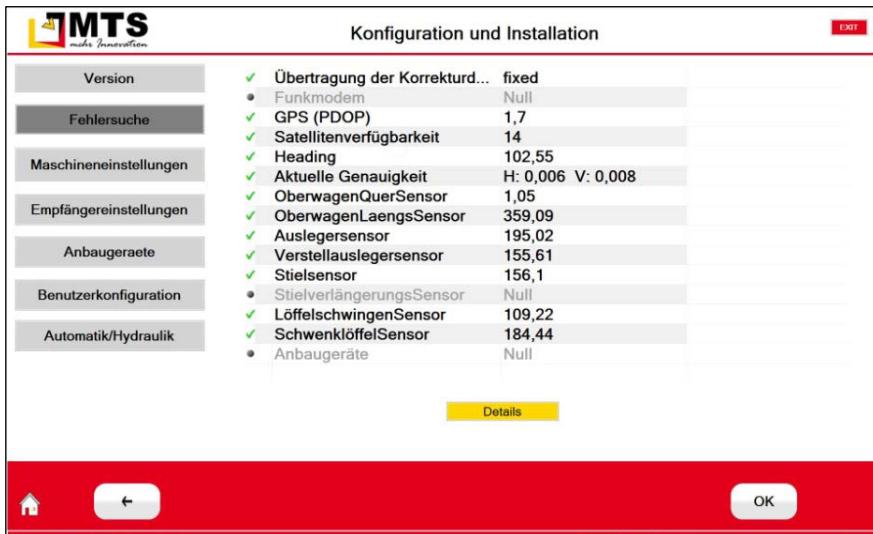 MTS
mehr Innovation
Konfiguration und Installation
EXIT
Version
Fehlersuche
Maschineneinstellungen
Empfängereinstellungen
Anbaugeraete
Benutzerkonfiguration
Automatik/Hydraulik
Übertragung der Korrekturd... fixed
Funkmodem Null
GPS (PDOP) 1,7
Satellitenverfügbarkeit 14
Heading 102,55
Aktuelle Genauigkeit H: 0,006 V: 0,008
OberwagenQuerSensor 1,05
OberwagenLaengsSensor 359,09
Auslegersensor 195,02
Verstellauslegersensor 155,61
Stielsensor 156,1
StielverlängerungsSensor Null
LöffelschwingenSensor 109,22
SchwenklöffelSensor 184,44
Anbaugeräte Null
Details
OK